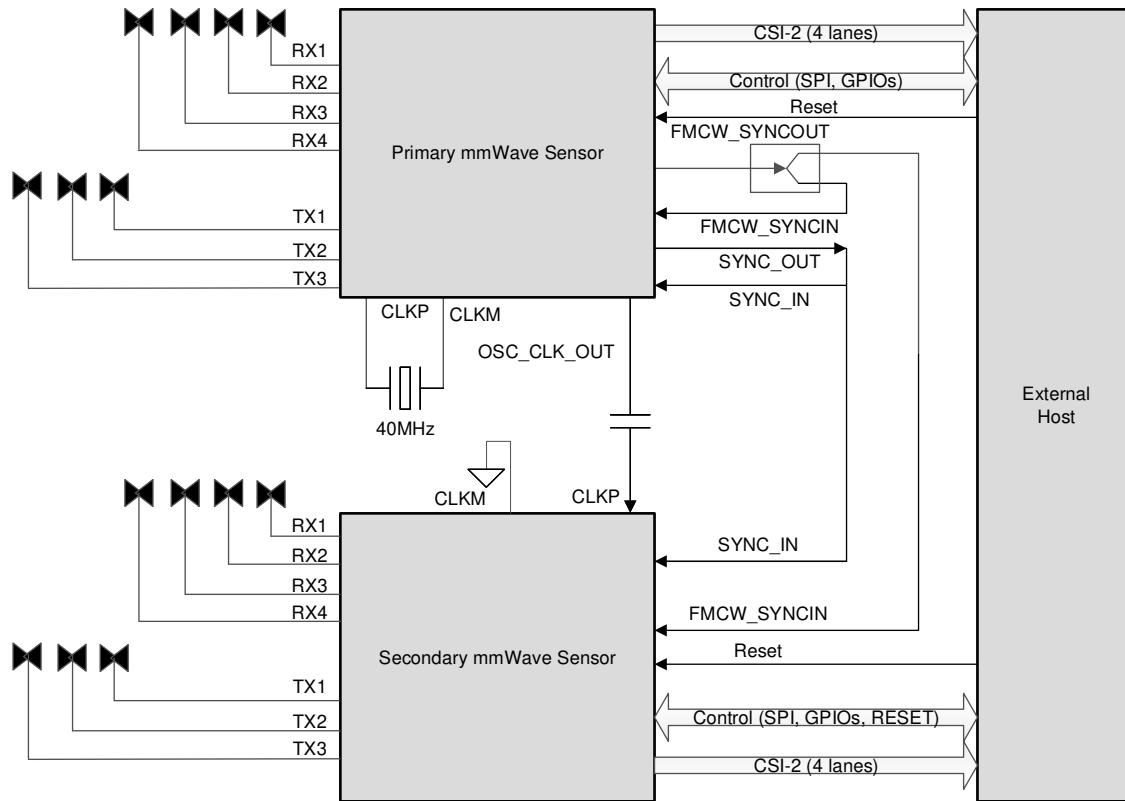 CSI-2 (4 lanes)
RX1
Control (SPI, GPIOs)
RX2
Reset
RX3
FMCW_SYNCOUT
RX4
Primary mmWave Sensor
TX1
FMCW_SYNCIN
TX2
SYNC_OUT
TX3
SYNC_IN
CLKP
CLKM
OSC_CLK_OUT
External
Host
40MHz
CLKM
CLKP
RX1
SYNC_IN
RX2
RX3
RX4
FMCW_SYNCIN
Secondary mmWave Sensor
Reset
TX1
TX2
Control (SPI, GPIOs, RESET)
TX3
CSI-2 (4 lanes)